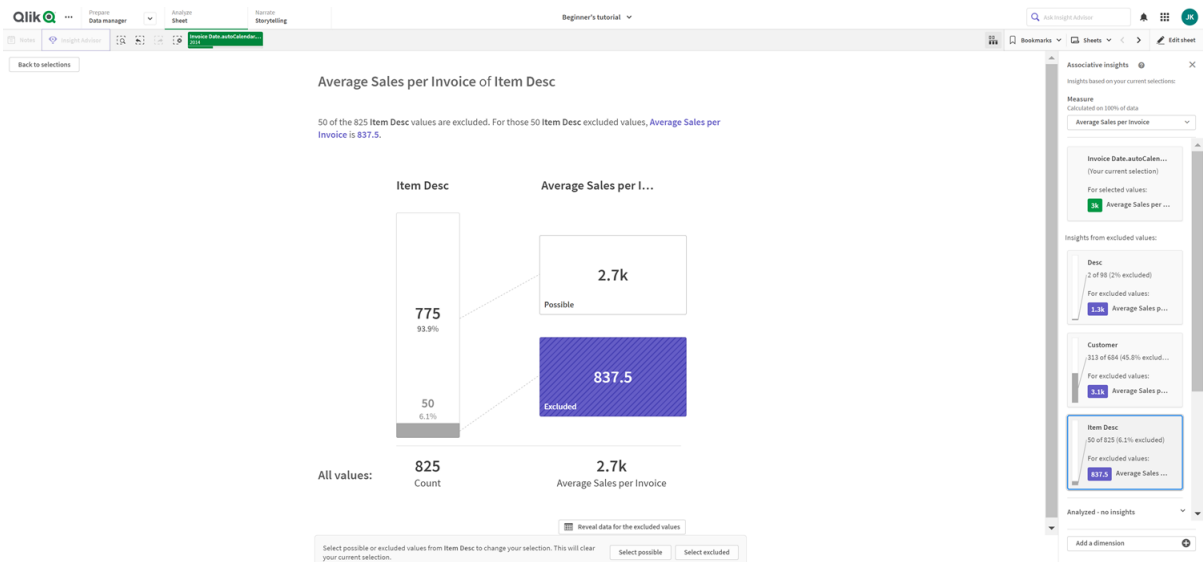 Qlik
Prepare
Data manager
Analyze
Sheet
Narrate
Storytelling
Beginner's tutorial
Ask Insight Advisor
JK
Notes
Insight Advisor
Invoice Date.autoCalendar....
2014
Bookmarks
Sheets
Edit sheet
Back to selections
Average Sales per Invoice of Item Desc
50 of the 825 Item Desc values are excluded. For those 50 Item Desc excluded values, Average Sales per
Invoice is 837.5.
Item Desc
Average Sales per I...
775
93.9%
50
6.1%
2.7k
Possible
837.5
Excluded
All values:
825
Count
2.7k
Average Sales per Invoice
Reveal data for the excluded values
Select possible or excluded values from Item Desc to change your selection. This will clear
your current selection.
Select possible
Select excluded
Associative insights
Insights based on your current selections:
Measure
Calculated on 100% of data
Average Sales per Invoice
Invoice Date.autoCalen...
(Your current selection)
For selected values:
3k Average Sales per ...
Insights from excluded values:
Desc
2 of 98 (2% excluded)
For excluded values:
1.3k Average Sales p...
Customer
313 of 684 (45.8% exclud...
For excluded values:
3.1k Average Sales p...
Item Desc
50 of 825 (6.1% excluded)
For excluded values:
837.5 Average Sales ...
Analyzed - no insights
Add a dimension